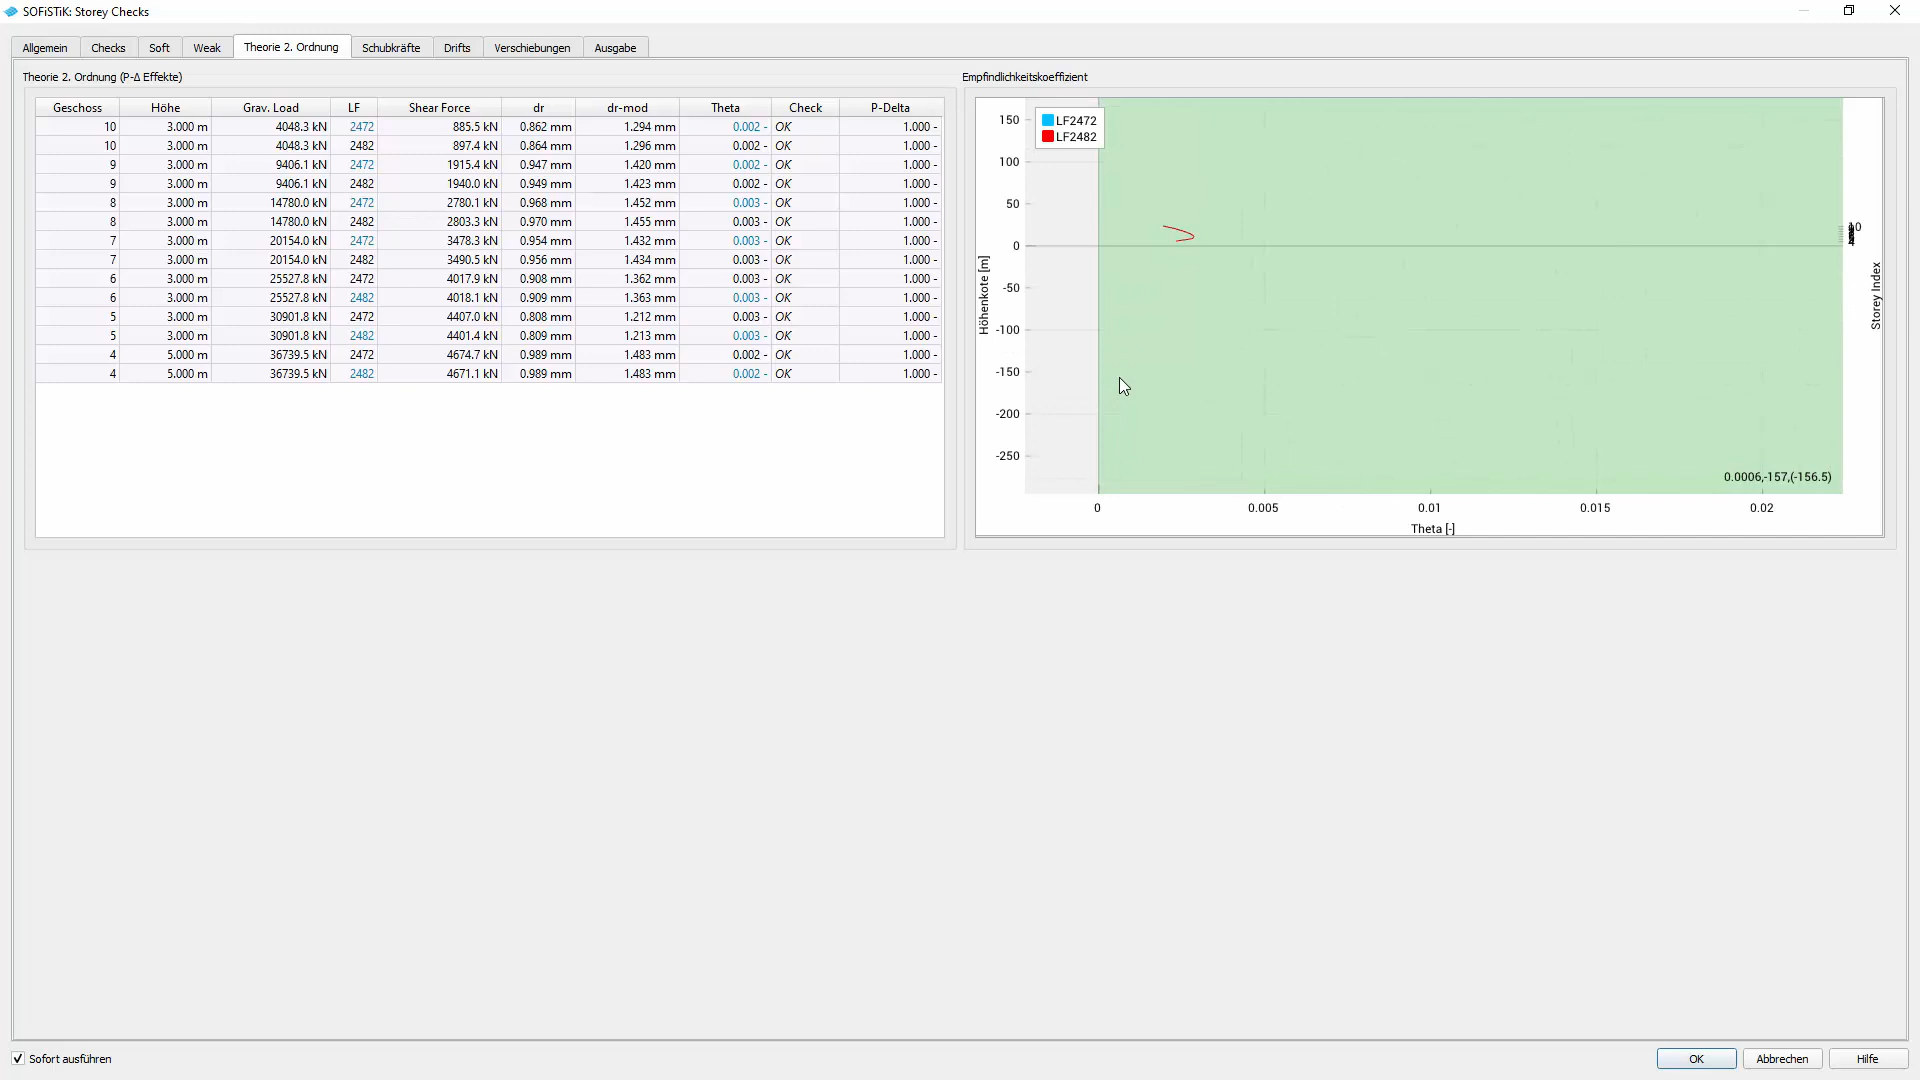 SOFiSTiK: Storey Checks
Allgemein Checks Soft Weak Theorie 2. Ordnung Schubkräfte Drifts Verschiebungen Ausgabe
Theorie 2. Ordnung (P-Δ Effekte)
Geschoss Höhe Grav. Load LF Shear Force dr dr-mod Theta Check P-Delta
10 3.000 m 4048.3 kN 2472 885.5 kN 0.862 mm 1.294 mm 0.002 - OK 1.000 -
10 3.000 m 4048.3 kN 2482 897.4 kN 0.864 mm 1.296 mm 0.002 - OK 1.000 -
9 3.000 m 9406.1 kN 2472 1915.4 kN 0.947 mm 1.420 mm 0.002 - OK 1.000 -
9 3.000 m 9406.1 kN 2482 1940.0 kN 0.949 mm 1.423 mm 0.002 - OK 1.000 -
8 3.000 m 14780.0 kN 2472 2780.1 kN 0.968 mm 1.452 mm 0.003 - OK 1.000 -
8 3.000 m 14780.0 kN 2482 2803.3 kN 0.970 mm 1.455 mm 0.003 - OK 1.000 -
7 3.000 m 20154.0 kN 2472 3478.3 kN 0.954 mm 1.432 mm 0.003 - OK 1.000 -
7 3.000 m 20154.0 kN 2482 3490.5 kN 0.956 mm 1.434 mm 0.003 - OK 1.000 -
6 3.000 m 25527.8 kN 2472 4017.9 kN 0.908 mm 1.362 mm 0.003 - OK 1.000 -
6 3.000 m 25527.8 kN 2482 4018.1 kN 0.909 mm 1.363 mm 0.003 - OK 1.000 -
5 3.000 m 30901.8 kN 2472 4407.0 kN 0.808 mm 1.212 mm 0.003 - OK 1.000 -
5 3.000 m 30901.8 kN 2482 4401.4 kN 0.809 mm 1.213 mm 0.003 - OK 1.000 -
4 5.000 m 36739.5 kN 2472 4674.7 kN 0.989 mm 1.483 mm 0.002 - OK 1.000 -
4 5.000 m 36739.5 kN 2482 4671.1 kN 0.989 mm 1.483 mm 0.002 - OK 1.000 -
Empfindlichkeitskoeffizient
LF2472
LF2482
150
100
50
0
-50
-100
-150
-200
-250
Höhenkote [m]
10
4
Storey Index
0.0006,-157,(-156.5)
0 0.005 0.01 0.015 0.02
Theta [-]
Sofort ausführen
OK Abbrechen Hilfe